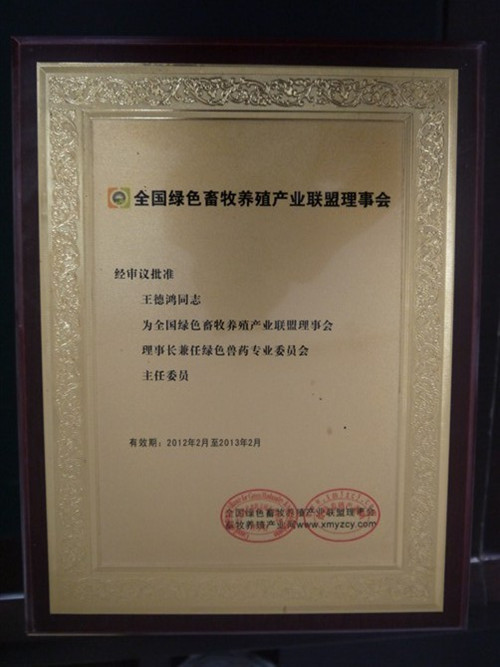 全国绿色畜牧养殖产业联盟理事会
经审议批准
王德鸿同志
为全国绿色畜牧养殖产业联盟理事会
理事长兼任绿色兽药专业委员会
主任委员
有效期：2012年2月至2013年2月
全国绿色畜牧养殖产业联盟理事会
畜牧养殖产业网www.xmyzcy.com